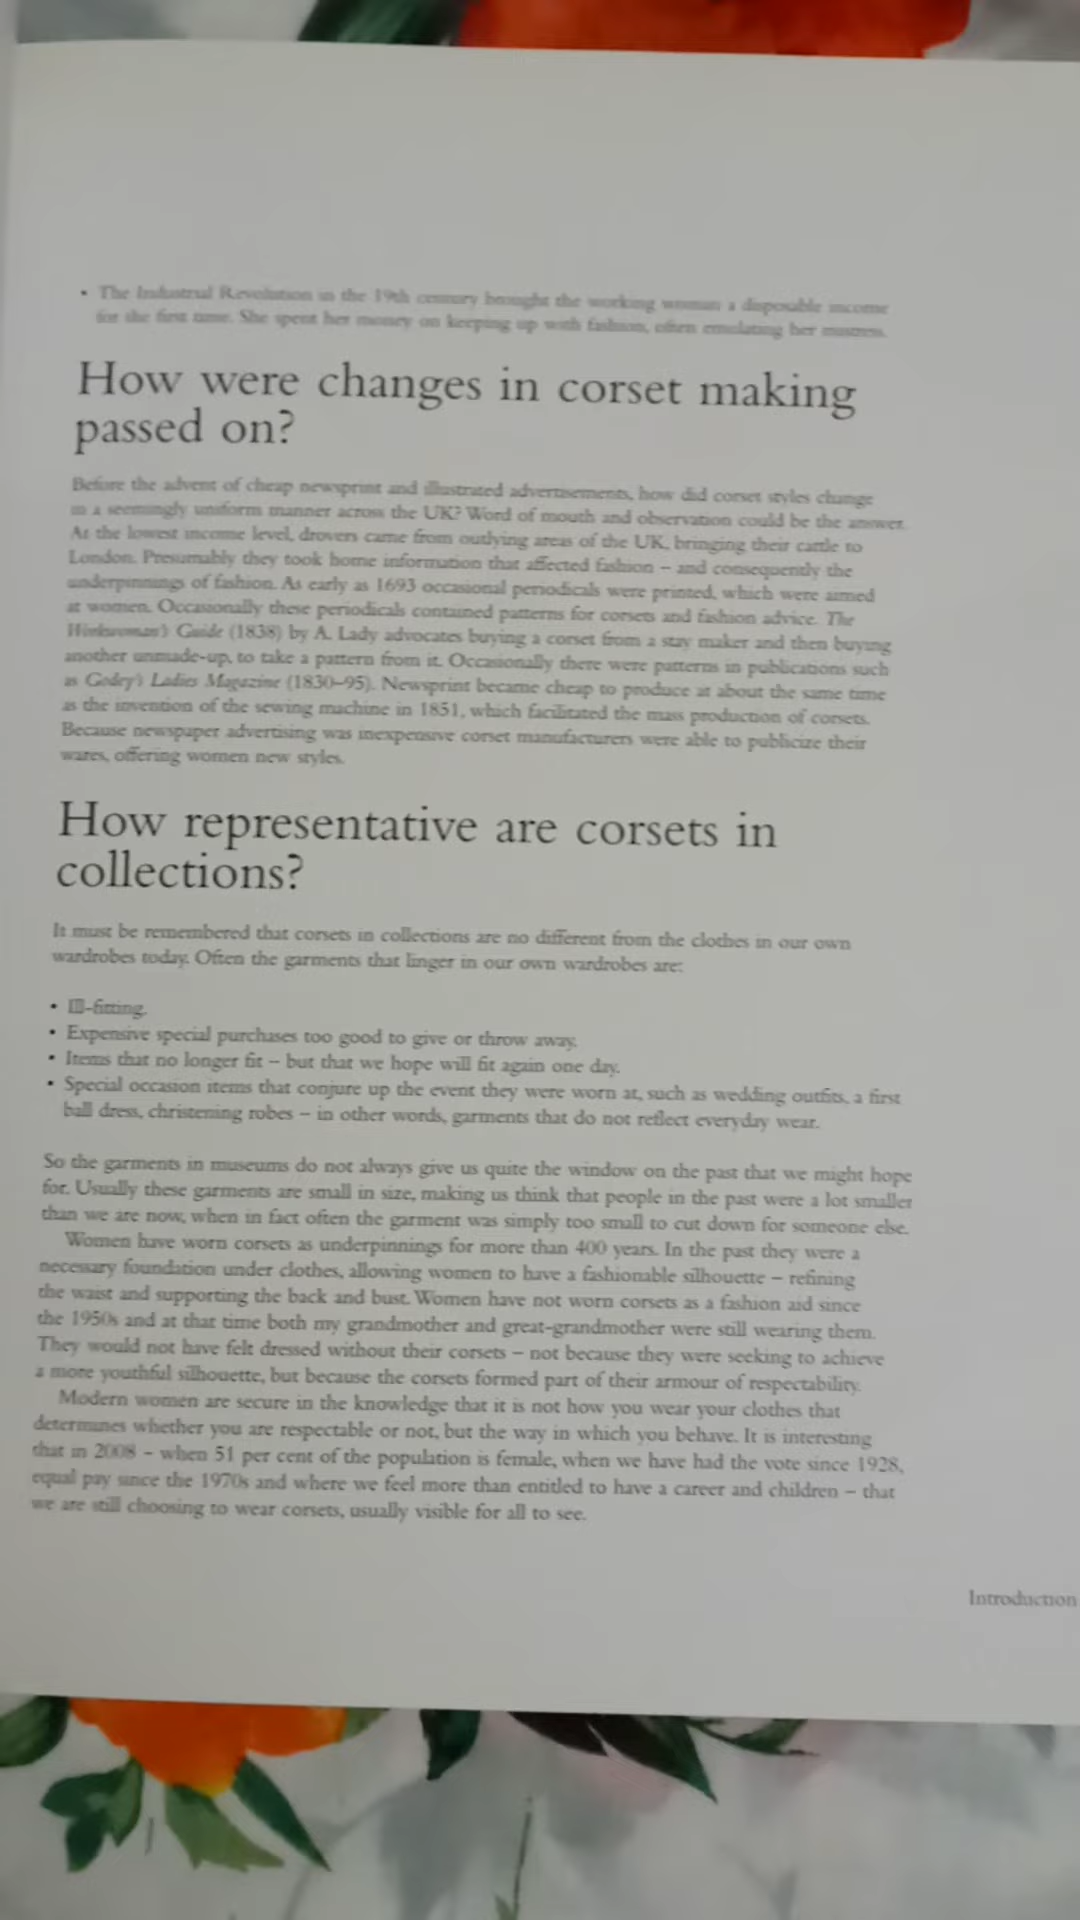 • The Industrial Revolution in the 19th century brought the working woman a disposable income
for the first time. She spent her money on keeping up with fashion, often emulating her mistress.
How were changes in corset making
passed on?
Before the advent of cheap newsprint and illustrated advertisements, how did corset styles change
in a seemingly uniform manner across the UK? Word of mouth and observation could be the answer.
At the lowest income level, drovers came from outlying areas of the UK, bringing their cattle to
London. Presumably they took home information that affected fashion – and consequently the
underpinnings of fashion. As early as 1693 occasional periodicals were printed, which were aimed
at women. Occasionally these periodicals contained patterns for corsets and fashion advice. The
Workwoman's Guide (1838) by A. Lady advocates buying a corset from a stay maker and then buying
another unmade-up, to take a pattern from it. Occasionally there were patterns in publications such
as Godey's Ladies Magazine (1830–95). Newsprint became cheap to produce at about the same time
as the invention of the sewing machine in 1851, which facilitated the mass production of corsets.
Because newspaper advertising was inexpensive corset manufacturers were able to publicize their
wares, offering women new styles.
How representative are corsets in
collections?
It must be remembered that corsets in collections are no different from the clothes in our own
wardrobes today. Often the garments that linger in our own wardrobes are:
• Ill-fitting.
• Expensive special purchases too good to give or throw away.
• Items that no longer fit – but that we hope will fit again one day.
• Special occasion items that conjure up the event they were worn at, such as wedding outfits, a first
ball dress, christening robes – in other words, garments that do not reflect everyday wear.
So the garments in museums do not always give us quite the window on the past that we might hope
for. Usually these garments are small in size, making us think that people in the past were a lot smaller
than we are now, when in fact often the garment was simply too small to cut down for someone else.
Women have worn corsets as underpinnings for more than 400 years. In the past they were a
necessary foundation under clothes, allowing women to have a fashionable silhouette – refining
the waist and supporting the back and bust. Women have not worn corsets as a fashion aid since
the 1950s and at that time both my grandmother and great-grandmother were still wearing them.
They would not have felt dressed without their corsets – not because they were seeking to achieve
a more youthful silhouette, but because the corsets formed part of their armour of respectability.
Modern women are secure in the knowledge that it is not how you wear your clothes that
determines whether you are respectable or not, but the way in which you behave. It is interesting
that in 2008 – when 51 per cent of the population is female, when we have had the vote since 1928,
equal pay since the 1970s and where we feel more than entitled to have a career and children – that
we are still choosing to wear corsets, usually visible for all to see.
Introduction